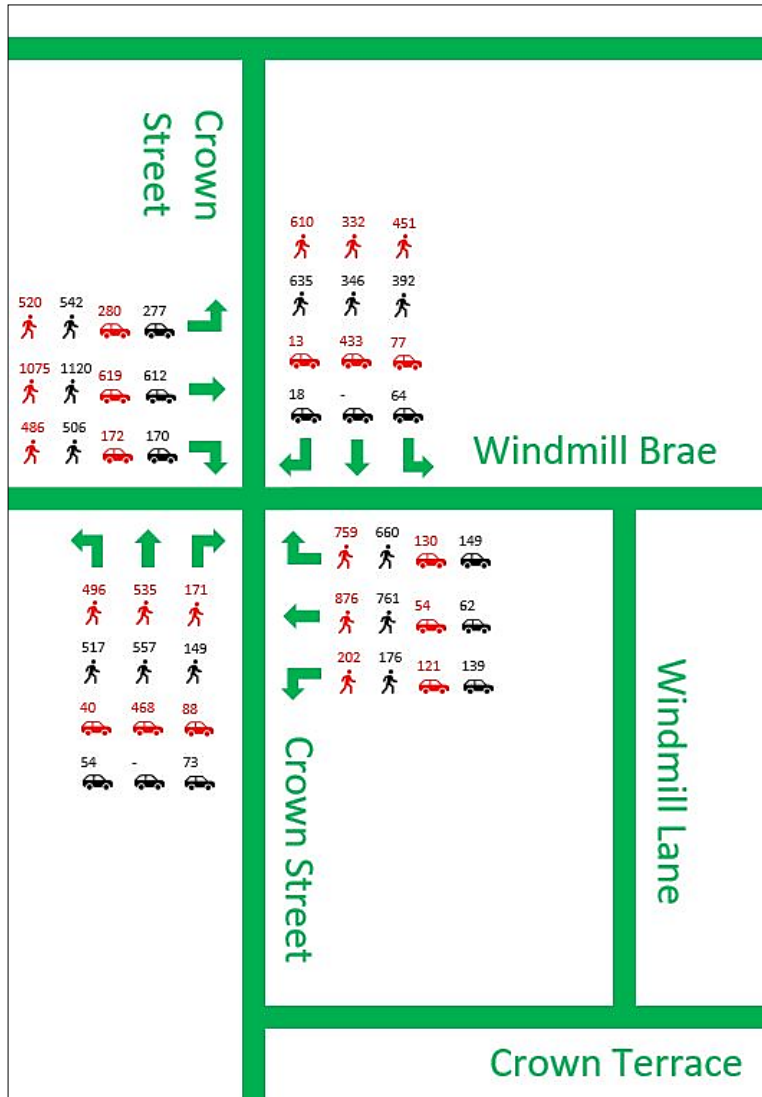 Crown
Street
610 332 451
635 346 392
13 433 77
18 - 64
520 542 280 277
1075 1120 619 612
486 506 172 170
Windmill Brae
759 660 130 149
876 761 54 62
202 176 121 139
496 535 171
517 557 149
40 468 88
54 - 73
Crown Street
Windmill Lane
Crown Terrace